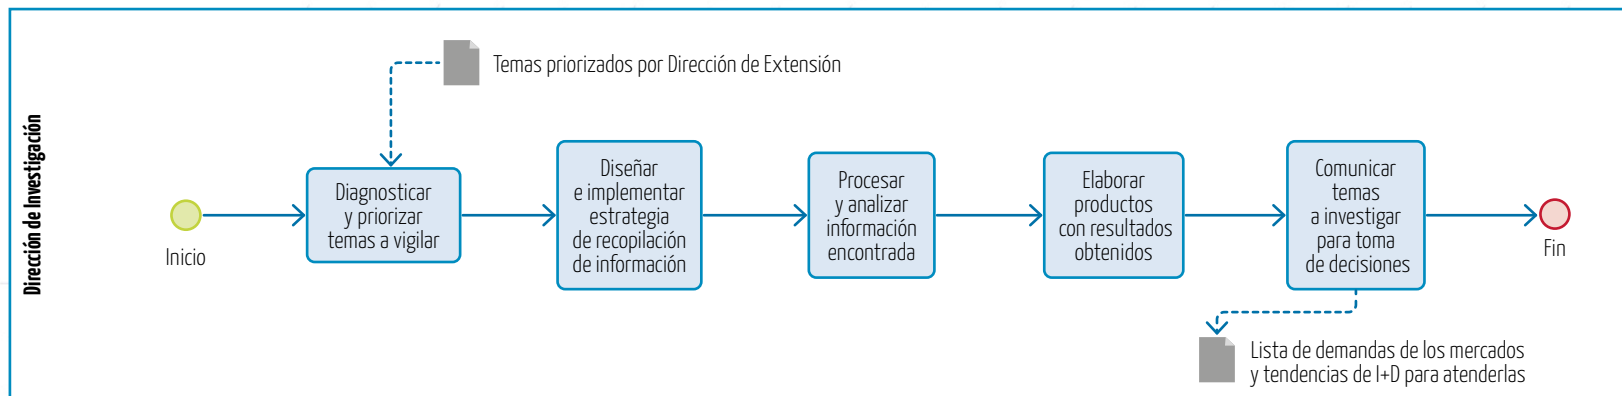 Dirección de Investigación
Temas priorizados por Dirección de Extensión
Inicio
Diagnosticar
y priorizar
temas a vigilar
Diseñar
e implementar
estrategia
de recopilación
de información
Procesar
y analizar
información
encontrada
Elaborar
productos
con resultados
obtenidos
Comunicar
temas
a investigar
para toma
de decisiones
Fin
Lista de demandas de los mercados
y tendencias de I+D para atenderlas